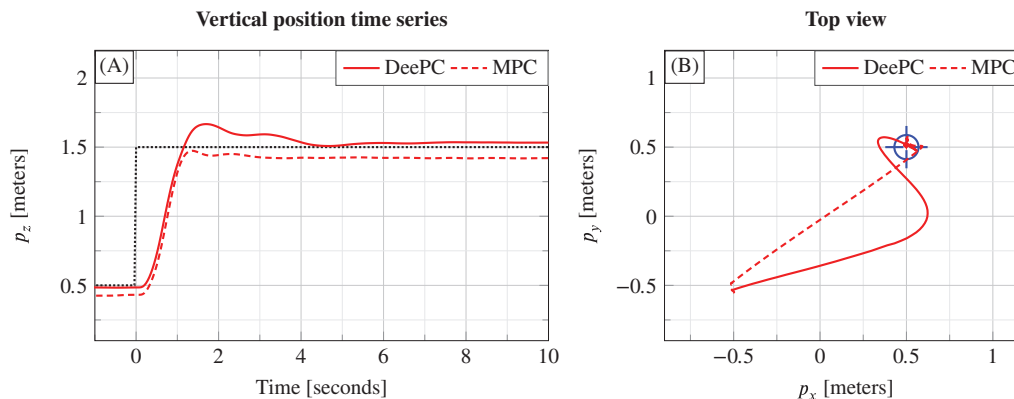 Vertical position time series
(A)
DeePC
MPC
2
1.5
1
0.5
p_z [meters]
0
2
4
6
8
10
Time [seconds]
Top view
(B)
DeePC
MPC
1
0.5
0
−0.5
p_y [meters]
−0.5
0
0.5
1
p_x [meters]